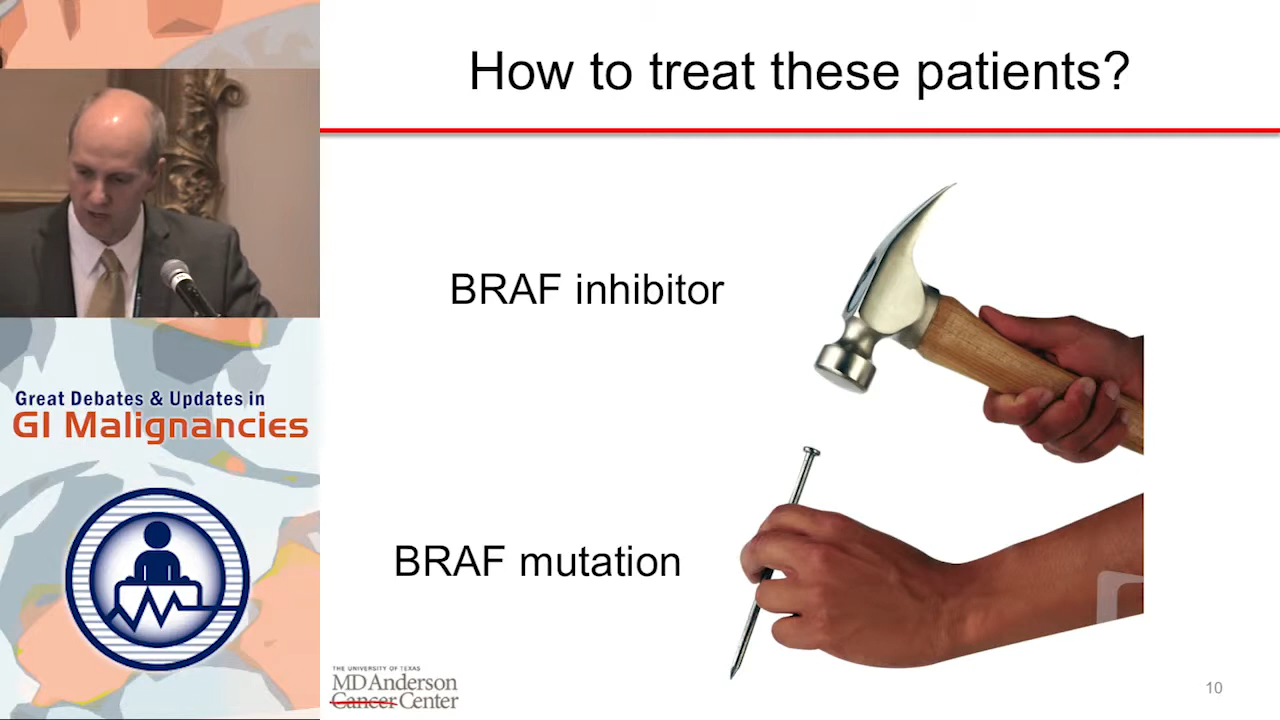 How to treat these patients?
BRAF inhibitor
BRAF mutation
Great Debates & Updates in
GI Malignancies
THE UNIVERSITY OF TEXAS
MD Anderson
Cancer Center
10